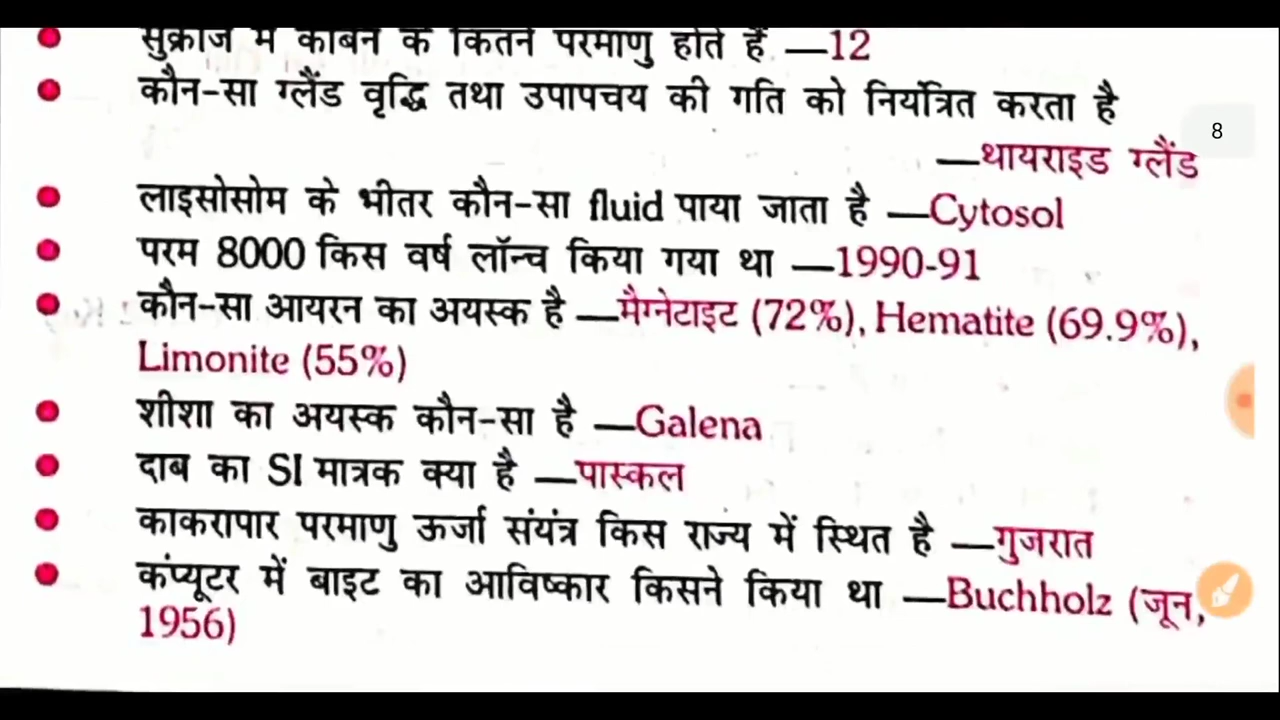 सुक्रोज में कार्बन के कितने परमाणु होते हैं —12
कौन-सा ग्लैंड वृद्धि तथा उपापचय की गति को नियंत्रित करता है
8
—थायराइड ग्लैंड
लाइसोसोम के भीतर कौन-सा fluid पाया जाता है —Cytosol
परम 8000 किस वर्ष लॉन्च किया गया था —1990-91
कौन-सा आयरन का अयस्क है —मैग्नेटाइट (72%), Hematite (69.9%),
Limonite (55%)
शीशा का अयस्क कौन-सा है —Galena
दाब का SI मात्रक क्या है —पास्कल
काकरापार परमाणु ऊर्जा संयंत्र किस राज्य में स्थित है —गुजरात
कंप्यूटर में बाइट का आविष्कार किसने किया था —Buchholz (जून,
1956)